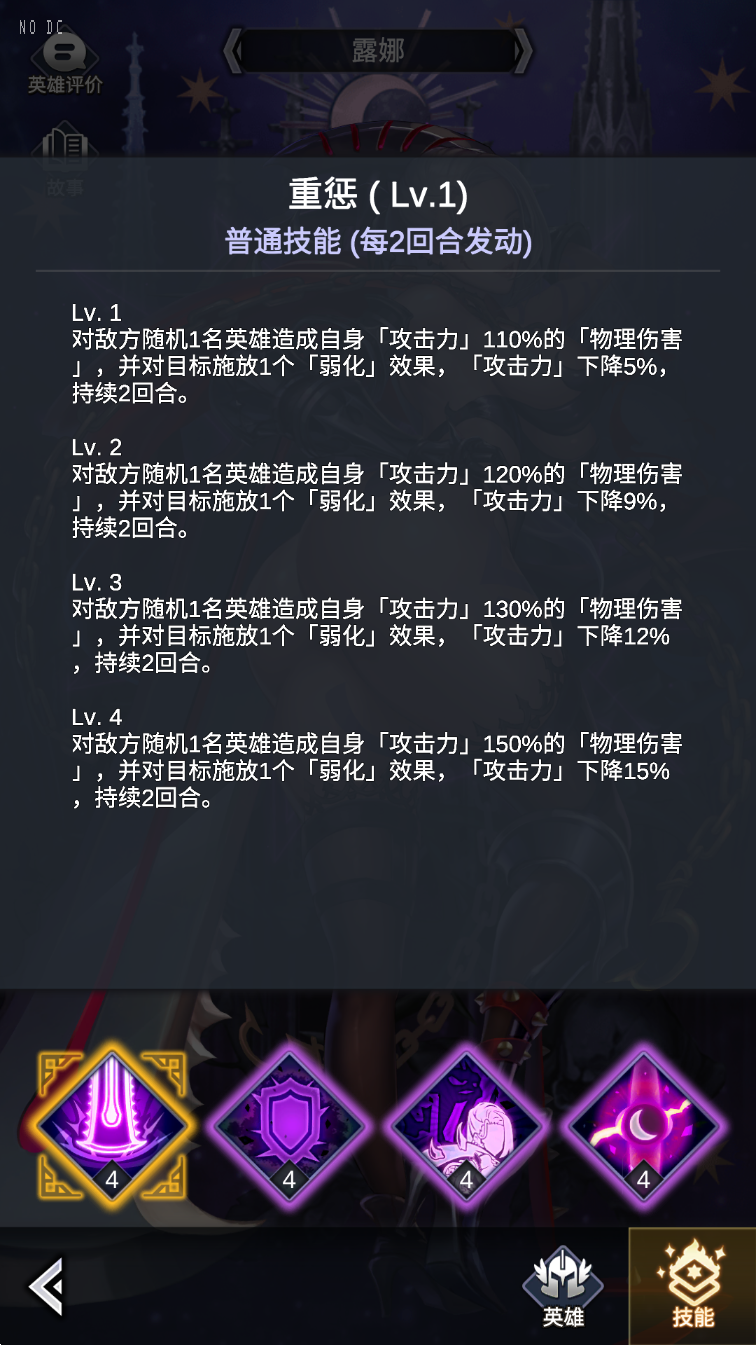 NO DC
英雄评价
露娜
故事
重惩 ( Lv.1)
普通技能 (每2回合发动)
Lv. 1
对敌方随机1名英雄造成自身「攻击力」110%的「物理伤害
」，并对目标施放1个「弱化」效果，「攻击力」下降5%，
持续2回合。
Lv. 2
对敌方随机1名英雄造成自身「攻击力」120%的「物理伤害
」，并对目标施放1个「弱化」效果，「攻击力」下降9%，
持续2回合。
Lv. 3
对敌方随机1名英雄造成自身「攻击力」130%的「物理伤害
」，并对目标施放1个「弱化」效果，「攻击力」下降12%
，持续2回合。
Lv. 4
对敌方随机1名英雄造成自身「攻击力」150%的「物理伤害
」，并对目标施放1个「弱化」效果，「攻击力」下降15%
，持续2回合。
4
4
4
4
英雄
技能